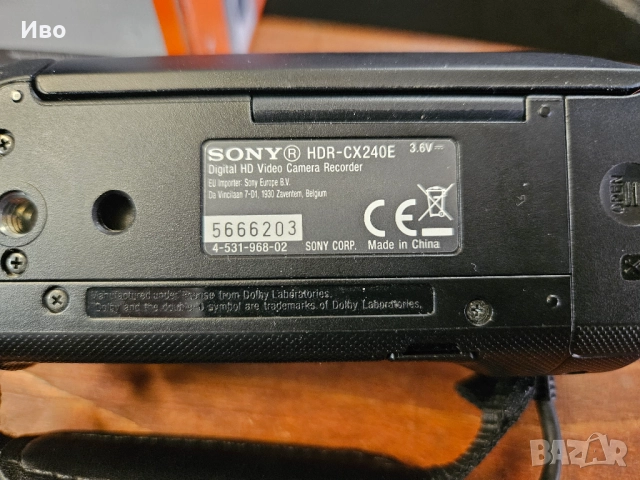 Иво
SONY® HDR-CX240E 3.6V⎓
Digital HD Video Camera Recorder
EU Importer: Sony Europe B.V.
Da Vincilaan 7-D1, 1930 Zaventem, Belgium
5666203
4-531-968-02 SONY CORP. Made in China
CE
Manufactured under license from Dolby Laboratories.
Dolby and the double-D symbol are trademarks of Dolby Laboratories.
OPEN
bazar